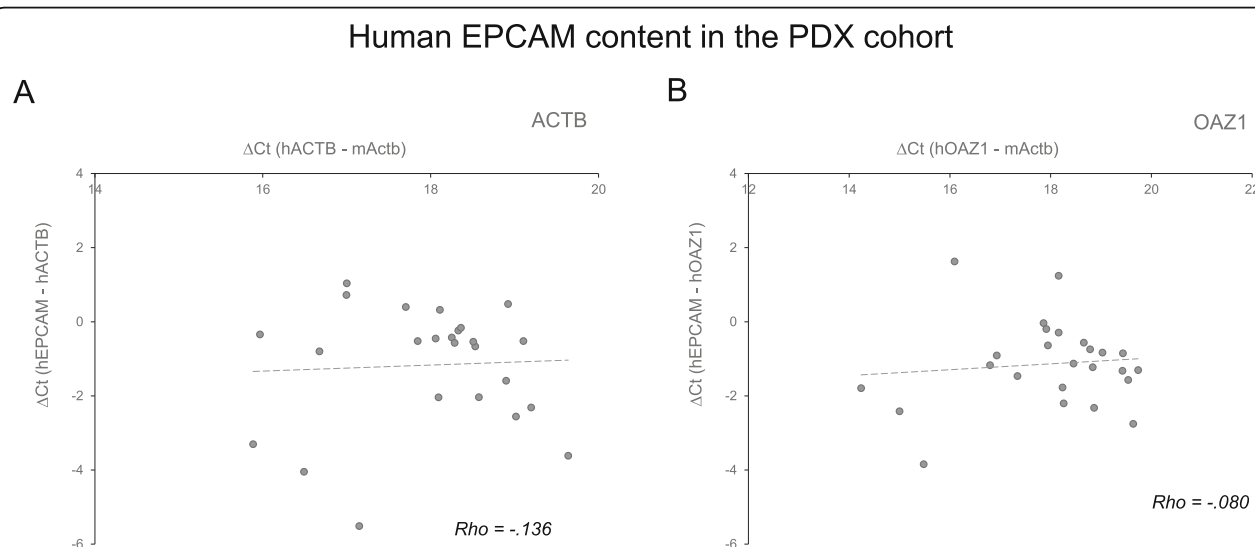 Human EPCAM content in the PDX cohort
A
ACTB
ΔCt (hACTB - mActb)
14 16 18 20
ΔCt (hEPCAM - hACTB)
4
2
0
-2
-4
-6
Rho = -.136
B
OAZ1
ΔCt (hOAZ1 - mActb)
12 14 16 18 20 22
ΔCt (hEPCAM - hOAZ1)
4
2
0
-2
-4
-6
Rho = -.080